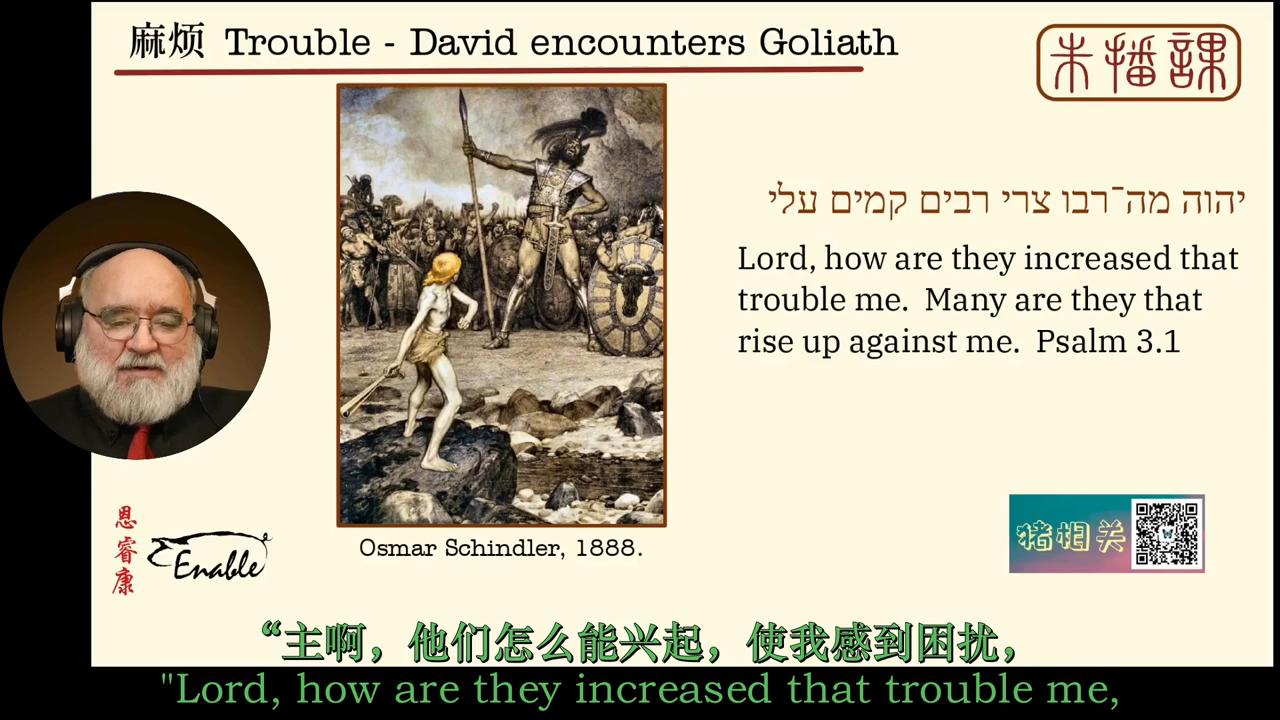 麻烦 Trouble - David encounters Goliath
未播課
יהוה מה־רבו צרי רבים קמים עלי
Lord, how are they increased that
trouble me.  Many are they that
rise up against me.  Psalm 3.1
Osmar Schindler, 1888.
恩睿康
Enable
猪相关
“主啊，他们怎么能兴起，使我感到困扰，
"Lord, how are they increased that trouble me,